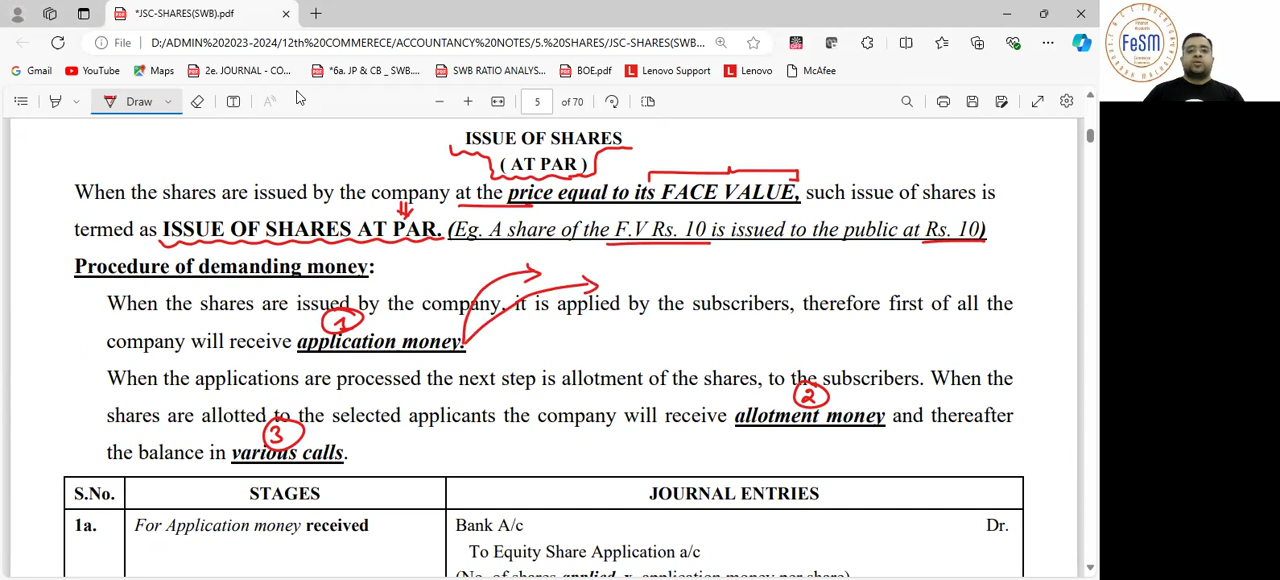 *JSC-SHARES(SWB).pdf
File D:/ADMIN%202023-2024/12th%20COMMERECE/ACCOUNTANCY%20NOTES/5.%20SHARES/JSC-SHARES(SWB...
Gmail YouTube Maps 2e. JOURNAL - CO... *6a. JP & CB _ SWB.... SWB RATIO ANALYS... BOE.pdf Lenovo Support Lenovo McAfee
Draw 5 of 70
FeSM
ISSUE OF SHARES
( AT PAR )
When the shares are issued by the company at the price equal to its FACE VALUE, such issue of shares is
termed as ISSUE OF SHARES AT PAR. (Eg. A share of the F.V Rs. 10 is issued to the public at Rs. 10)
Procedure of demanding money:
When the shares are issued by the company, it is applied by the subscribers, therefore first of all the
1
company will receive application money.
When the applications are processed the next step is allotment of the shares, to the subscribers. When the
2
shares are allotted to the selected applicants the company will receive allotment money and thereafter
3
the balance in various calls.
S.No. STAGES JOURNAL ENTRIES
1a. For Application money received Bank A/c Dr.
To Equity Share Application a/c
(No. of shares applied x application money per share)